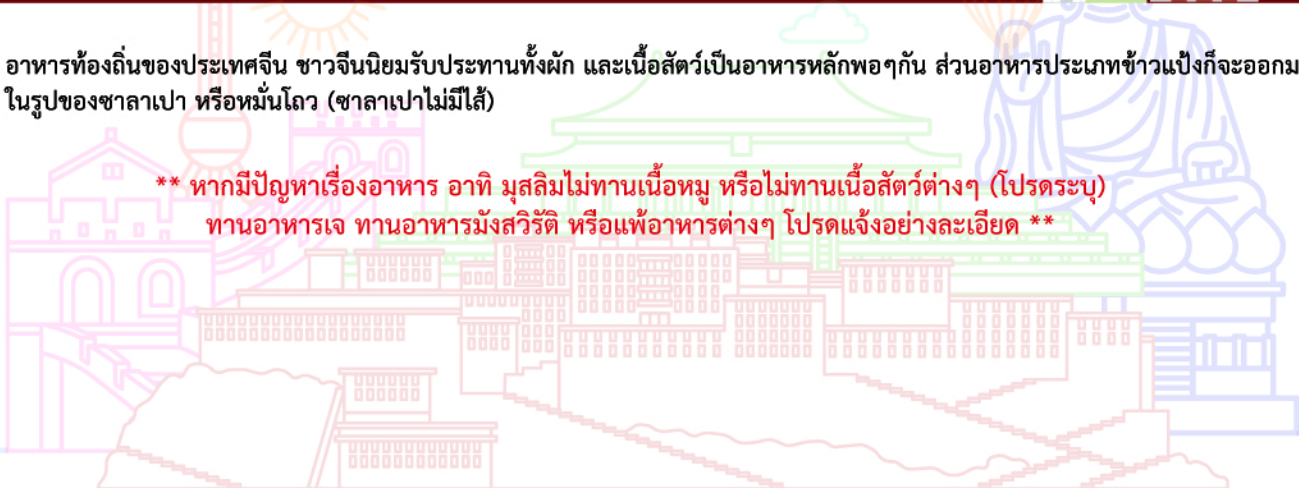 อาหารท้องถิ่นของประเทศจีน ชาวจีนนิยมรับประทานทั้งผัก และเนื้อสัตว์เป็นอาหารหลักพอๆกัน ส่วนอาหารประเภทข้าวแป้งก็จะออกม
ในรูปของซาลาเปา หรือหมั่นโถว (ซาลาเปาไม่มีไส้)
** หากมีปัญหาเรื่องอาหาร อาทิ มุสลิมไม่ทานเนื้อหมู หรือไม่ทานเนื้อสัตว์ต่างๆ (โปรดระบุ)
ทานอาหารเจ ทานอาหารมังสวิรัติ หรือแพ้อาหารต่างๆ โปรดแจ้งอย่างละเอียด **